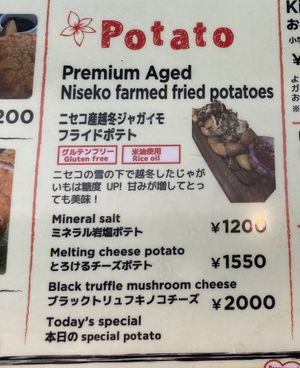 Potato
Premium Aged
Niseko farmed fried potatoes
ニセコ産越冬ジャガイモ
フライドポテト
グルテンフリー
Gluten free
米油使用
Rice oil
ニセコの雪の下で越冬したじゃが
いもは糖度 UP! 甘みが増してとっ
ても美味!
Mineral salt
ミネラル岩塩ポテト ¥1200
Melting cheese potato
とろけるチーズポテト ¥1550
Black truffle mushroom cheese
ブラックトリュフキノコチーズ ¥2000
Today's special
本日の special potato
200